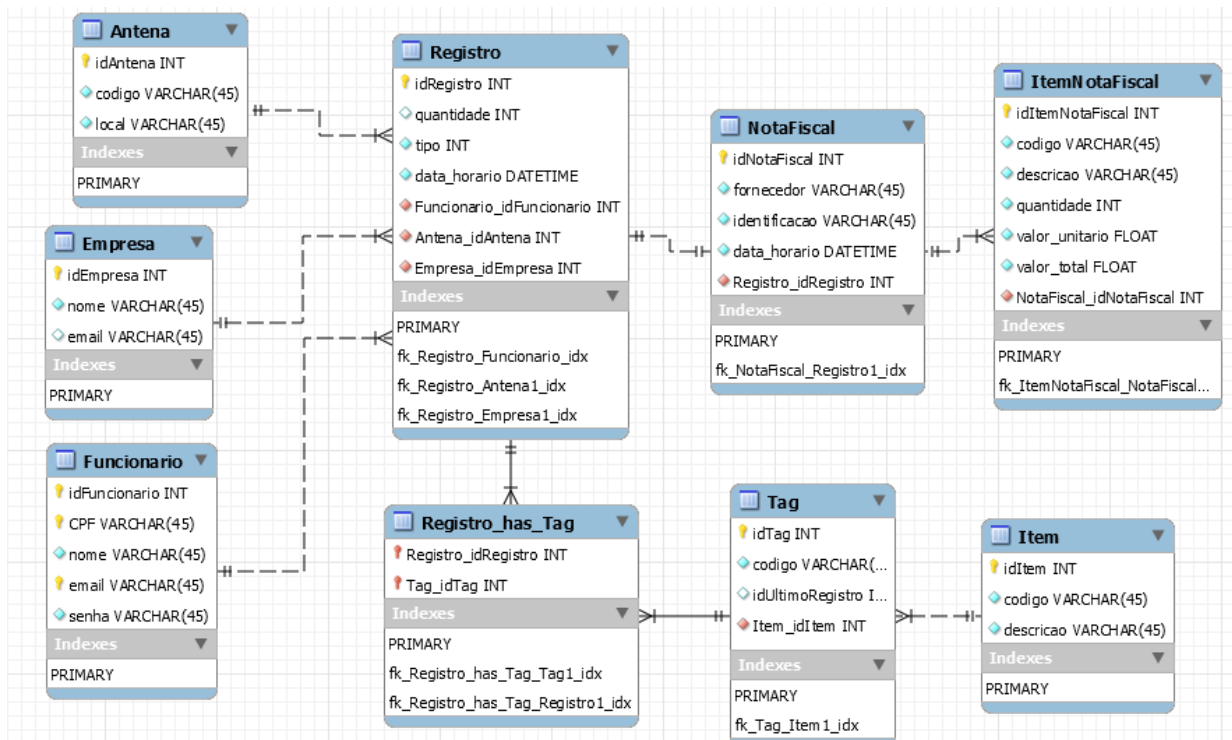 Antena
idAntena INT
codigo VARCHAR(45)
local VARCHAR(45)
Indexes
PRIMARY
Empresa
idEmpresa INT
nome VARCHAR(45)
email VARCHAR(45)
Indexes
PRIMARY
Funcionario
idFuncionario INT
CPF VARCHAR(45)
nome VARCHAR(45)
email VARCHAR(45)
senha VARCHAR(45)
Indexes
PRIMARY
Registro
idRegistro INT
quantidade INT
tipo INT
data_horario DATETIME
Funcionario_idFuncionario INT
Antena_idAntena INT
Empresa_idEmpresa INT
Indexes
PRIMARY
fk_Registro_Funcionario_idx
fk_Registro_Antena1_idx
fk_Registro_Empresa1_idx
Registro_has_Tag
Registro_idRegistro INT
Tag_idTag INT
Indexes
PRIMARY
fk_Registro_has_Tag_Tag1_idx
fk_Registro_has_Tag_Registro1_idx
NotaFiscal
idNotaFiscal INT
fornecedor VARCHAR(45)
identificacao VARCHAR(45)
data_horario DATETIME
Registro_idRegistro INT
Indexes
PRIMARY
fk_NotaFiscal_Registro1_idx
Tag
idTag INT
codigo VARCHAR(...
idUltimoRegistro I...
Item_idItem INT
Indexes
PRIMARY
fk_Tag_Item1_idx
ItemNotaFiscal
idItemNotaFiscal INT
codigo VARCHAR(45)
descricao VARCHAR(45)
quantidade INT
valor_unitario FLOAT
valor_total FLOAT
NotaFiscal_idNotaFiscal INT
Indexes
PRIMARY
fk_ItemNotaFiscal_NotaFiscal...
Item
idItem INT
codigo VARCHAR(45)
descricao VARCHAR(45)
Indexes
PRIMARY